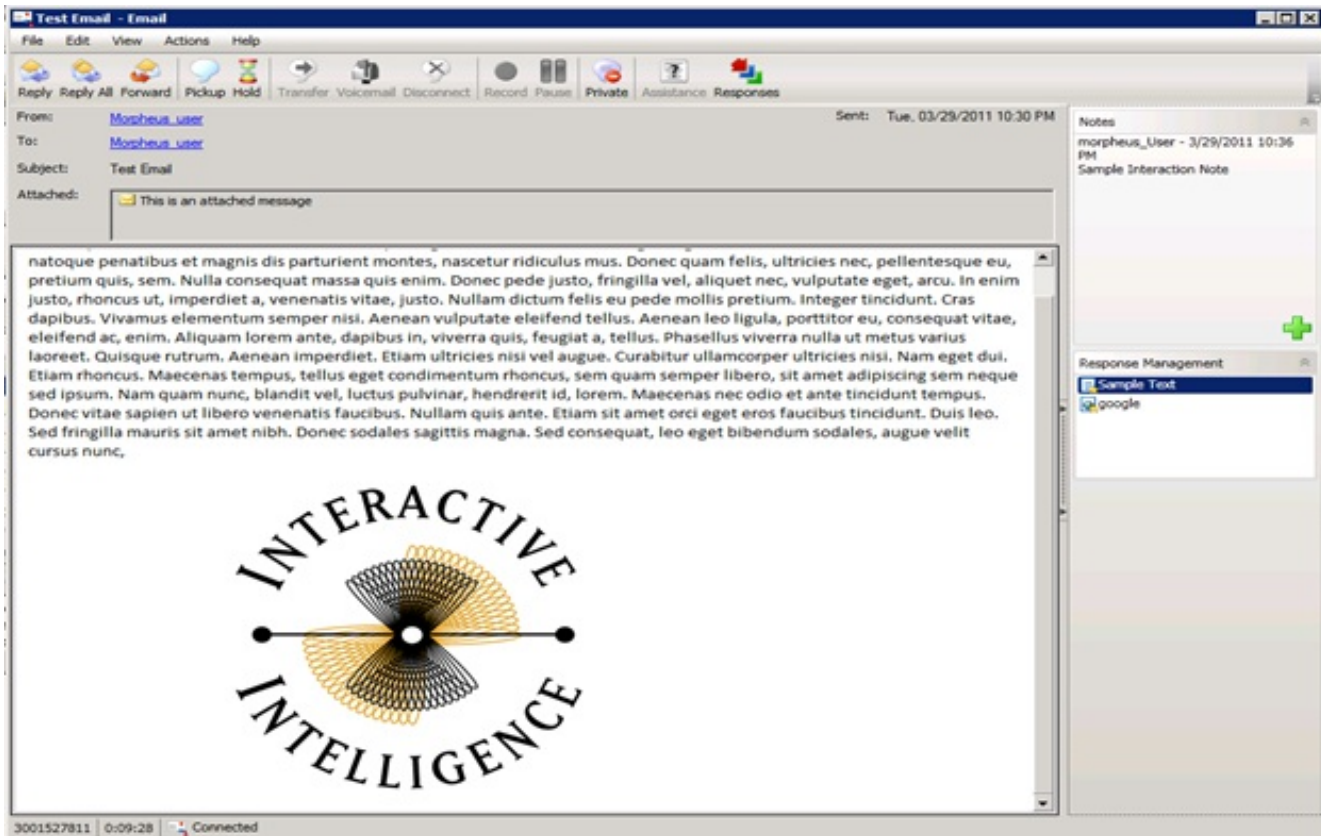 Test Email - Email
File Edit View Actions Help
Reply Reply All Forward Pickup Hold Transfer Voicemail Disconnect Record Pause Private Assistance Responses
From: Morpheus_user Sent: Tue, 03/29/2011 10:30 PM
To: Morpheus_user
Subject: Test Email
Attached: This is an attached message
natoque penatibus et magnis dis parturient montes, nascetur ridiculus mus. Donec quam felis, ultricies nec, pellentesque eu,
pretium quis, sem. Nulla consequat massa quis enim. Donec pede justo, fringilla vel, aliquet nec, vulputate eget, arcu. In enim
justo, rhoncus ut, imperdiet a, venenatis vitae, justo. Nullam dictum felis eu pede mollis pretium. Integer tincidunt. Cras
dapibus. Vivamus elementum semper nisi. Aenean vulputate eleifend tellus. Aenean leo ligula, porttitor eu, consequat vitae,
eleifend ac, enim. Aliquam lorem ante, dapibus in, viverra quis, feugiat a, tellus. Phasellus viverra nulla ut metus varius
laoreet. Quisque rutrum. Aenean imperdiet. Etiam ultricies nisi vel augue. Curabitur ullamcorper ultricies nisi. Nam eget dui.
Etiam rhoncus. Maecenas tempus, tellus eget condimentum rhoncus, sem quam semper libero, sit amet adipiscing sem neque
sed ipsum. Nam quam nunc, blandit vel, luctus pulvinar, hendrerit id, lorem. Maecenas nec odio et ante tincidunt tempus.
Donec vitae sapien ut libero venenatis faucibus. Nullam quis ante. Etiam sit amet orci eget eros faucibus tincidunt. Duis leo.
Sed fringilla mauris sit amet nibh. Donec sodales sagittis magna. Sed consequat, leo eget bibendum sodales, augue velit
cursus nunc,
INTERACTIVE
INTELLIGENCE
Notes
morpheus_User - 3/29/2011 10:36
PM
Sample Interaction Note
Response Management
Sample Text
google
3001527811 0:09:28 Connected